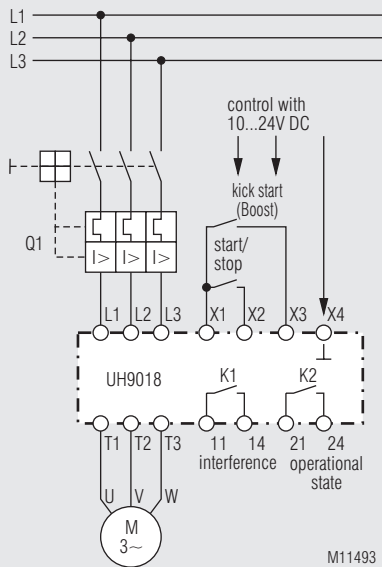 L1
L2
L3
control with
10...24V DC
kick start
(Boost)
Q1
start/
stop
I> I> I>
L1 L2 L3 X1 X2 X3 X4
UH9018 K1 K2
T1 T2 T3 11 14 21 24
interference operational
state
U V W
M
3~
M11493